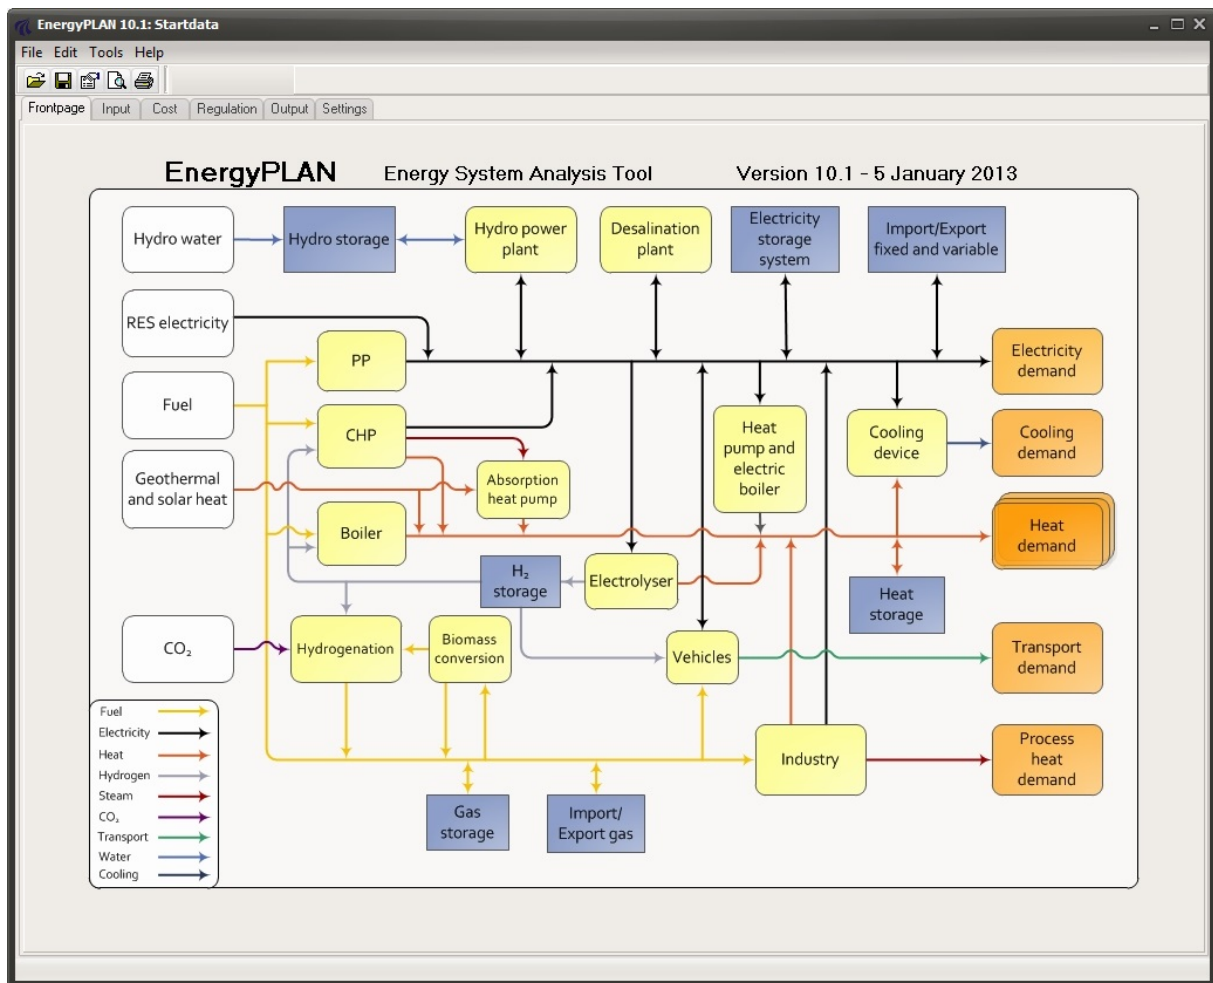 EnergyPLAN 10.1: Startdata
File Edit Tools Help
Frontpage Input Cost Regulation Output Settings
EnergyPLAN Energy System Analysis Tool Version 10.1 - 5 January 2013
Hydro water
Hydro storage
Hydro power
plant
Desalination
plant
Electricity
storage
system
Import/Export
fixed and variable
RES electricity
PP
Electricity
demand
Fuel
CHP
Heat
pump and
electric
boiler
Cooling
device
Cooling
demand
Geothermal
and solar heat
Absorption
heat pump
Boiler
Heat
demand
H₂
storage
Electrolyser
Heat
storage
CO₂
Hydrogenation
Biomass
conversion
Vehicles
Transport
demand
Industry
Process
heat
demand
Gas
storage
Import/
Export gas
Fuel
Electricity
Heat
Hydrogen
Steam
CO₂
Transport
Water
Cooling